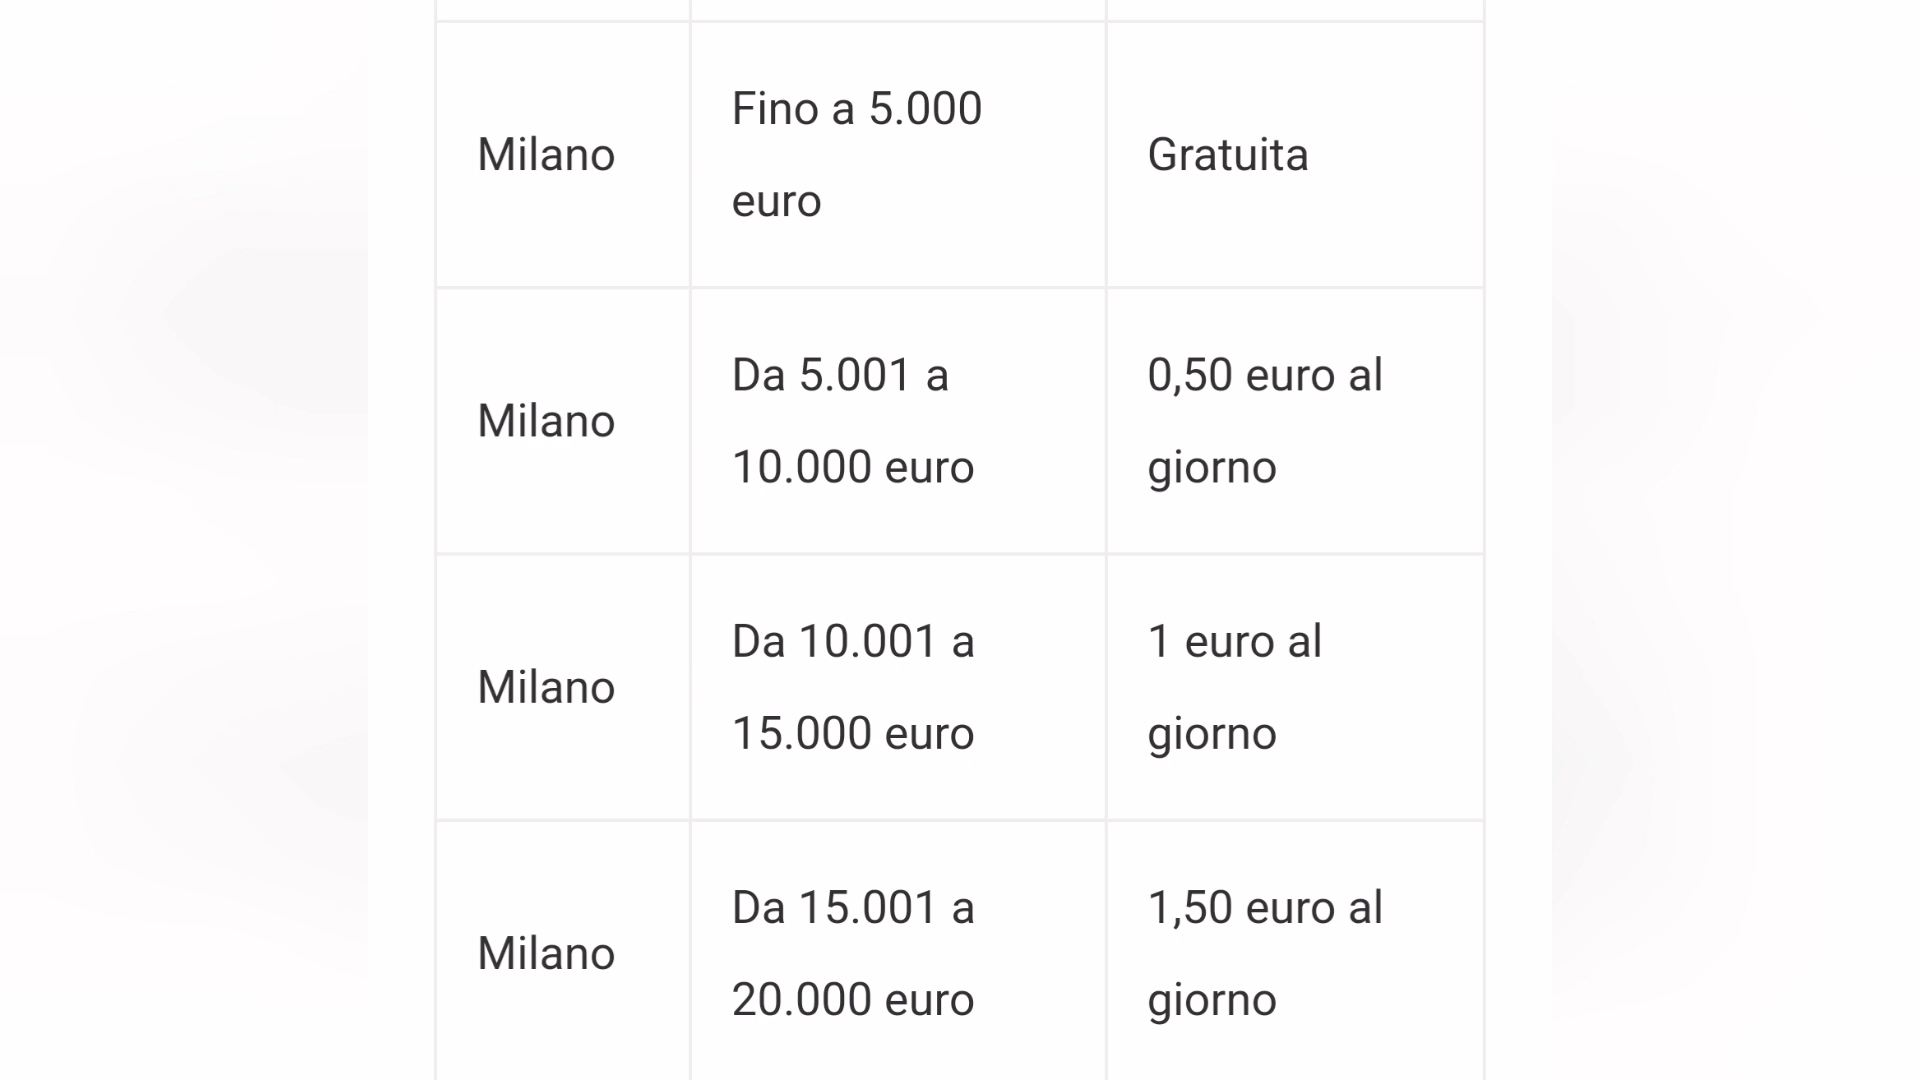 Milano
Fino a 5.000
euro
Gratuita
Milano
Da 5.001 a
10.000 euro
0,50 euro al
giorno
Milano
Da 10.001 a
15.000 euro
1 euro al
giorno
Milano
Da 15.001 a
20.000 euro
1,50 euro al
giorno